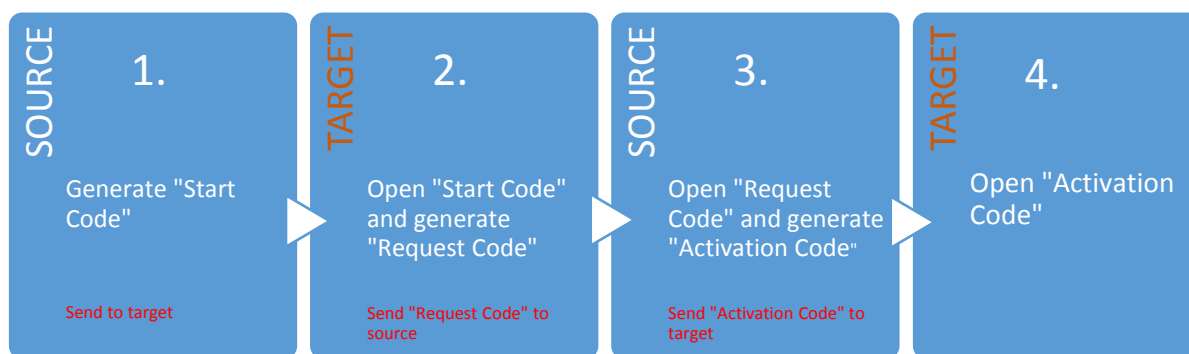 SOURCE
1.
Generate "Start
Code"
Send to target
TARGET
2.
Open "Start Code"
and generate
"Request Code"
Send "Request Code" to
source
SOURCE
3.
Open "Request
Code" and generate
"Activation Code"
Send "Activation Code" to
target
TARGET
4.
Open "Activation
Code"